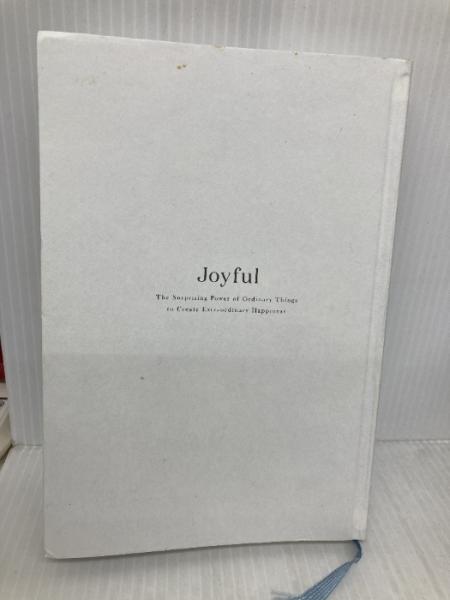 Joyful
The Surprising Power of Ordinary Things
to Create Extraordinary Happiness